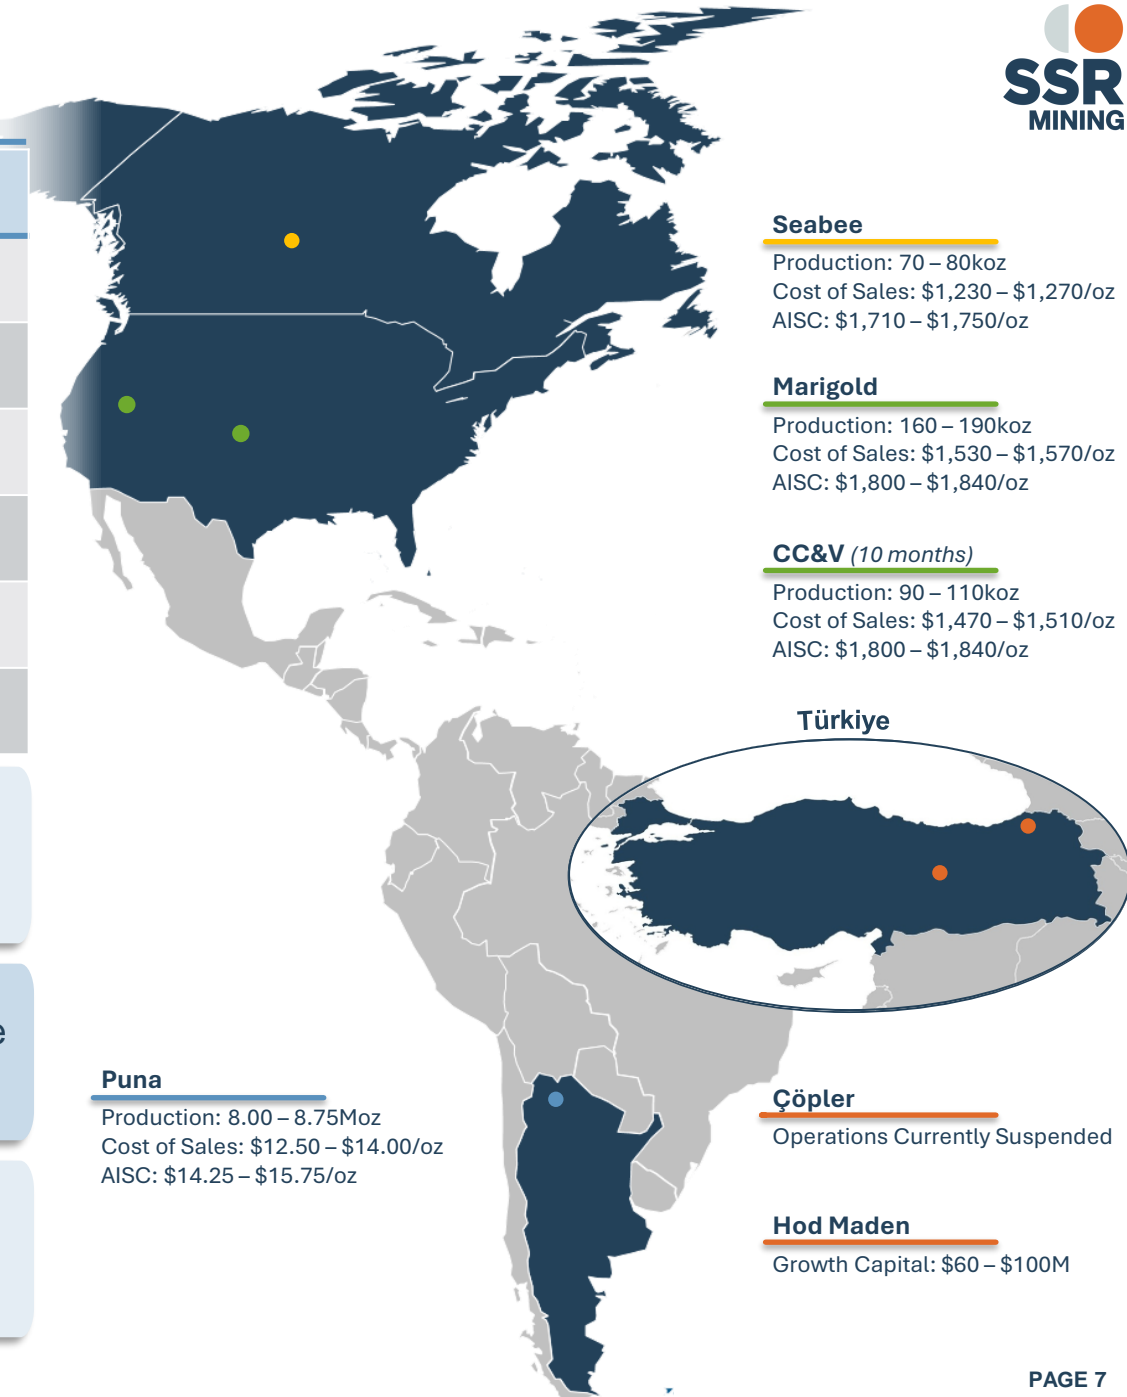 SSR
MINING
Seabee
Production: 70 – 80koz
Cost of Sales: $1,230 – $1,270/oz
AISC: $1,710 – $1,750/oz
Marigold
Production: 160 – 190koz
Cost of Sales: $1,530 – $1,570/oz
AISC: $1,800 – $1,840/oz
CC&V (10 months)
Production: 90 – 110koz
Cost of Sales: $1,470 – $1,510/oz
AISC: $1,800 – $1,840/oz
Türkiye
e
Puna
Production: 8.00 – 8.75Moz
Cost of Sales: $12.50 – $14.00/oz
AISC: $14.25 – $15.75/oz
Çöpler
Operations Currently Suspended
Hod Maden
Growth Capital: $60 – $100M
PAGE 7